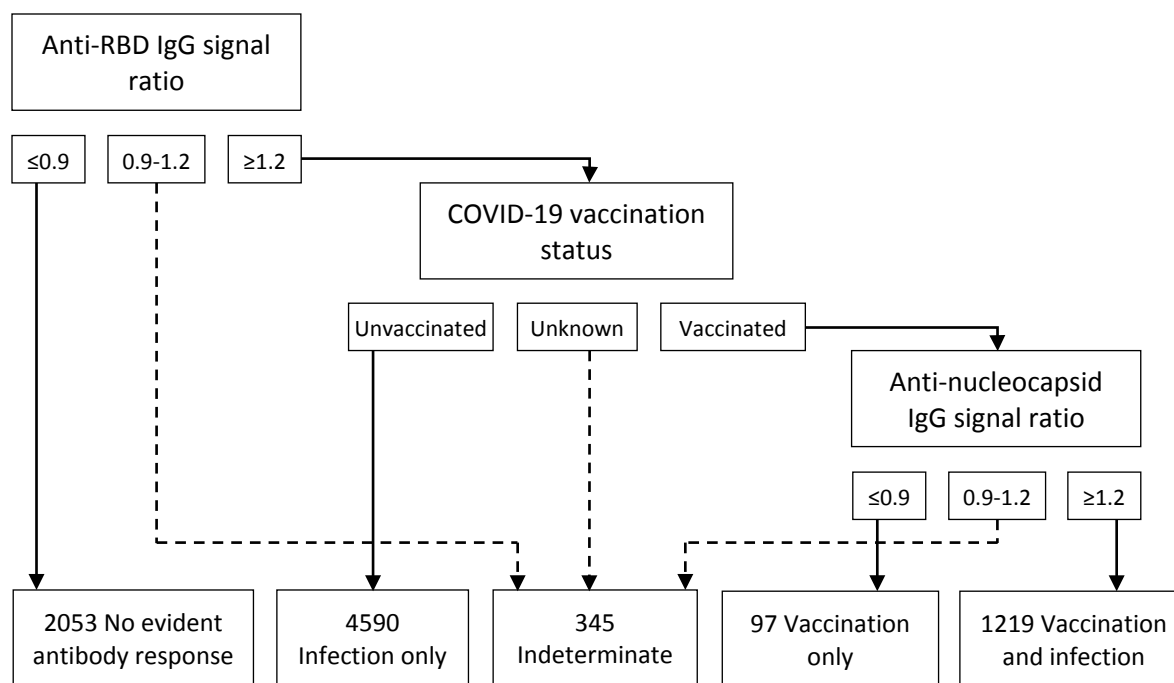 Anti-RBD IgG signal
ratio
≤0.9
0.9-1.2
≥1.2
COVID-19 vaccination
status
Unvaccinated
Unknown
Vaccinated
Anti-nucleocapsid
IgG signal ratio
≤0.9
0.9-1.2
≥1.2
2053 No evident
antibody response
4590
Infection only
345
Indeterminate
97 Vaccination
only
1219 Vaccination
and infection